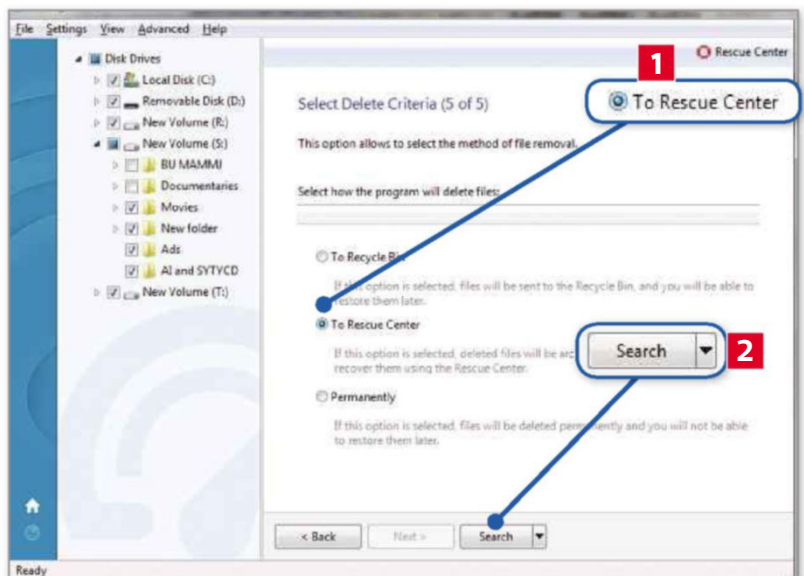 File Settings View Advanced Help
Rescue Center
Disk Drives
Local Disk (C:)
Removable Disk (D:)
New Volume (R:)
New Volume (S:)
BU MAMMI
Documentaries
Movies
New folder
Ads
AI and SYTYCD
New Volume (T:)
1
To Rescue Center
Select Delete Criteria (5 of 5)
This option allows to select the method of file removal.
Select how the program will delete files:
To Recycle Bin
If this option is selected, files will be sent to the Recycle Bin, and you will be able to
restore them later.
To Rescue Center
If this option is selected, deleted files will be
recover them using the Rescue Center.
Search
2
Permanently
If this option is selected, files will be deleted permanently and you will not be able
to restore them later.
< Back Next > Search
Ready